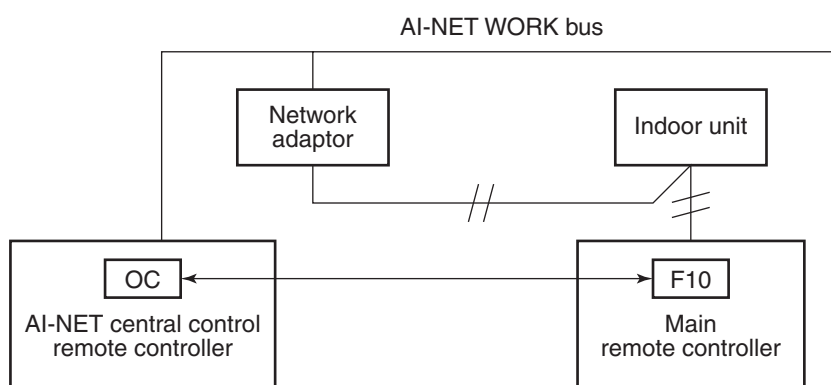 AI-NET WORK bus
Network
adaptor
Indoor unit
OC
AI-NET central control
remote controller
F10
Main
remote controller